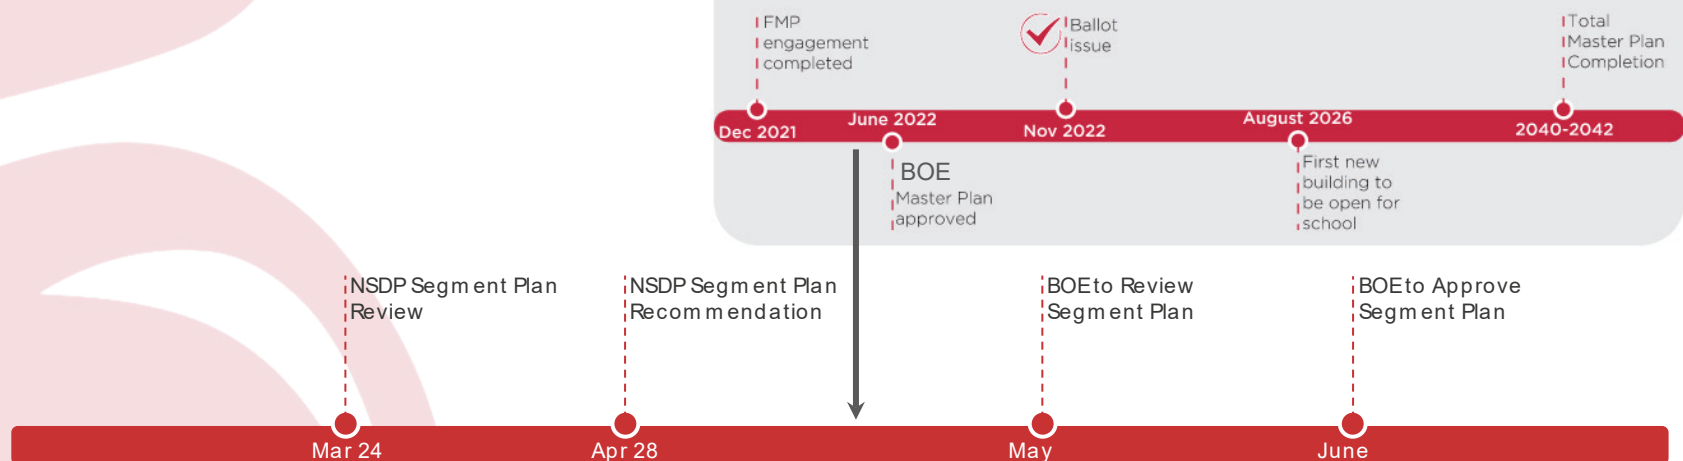 FMP
engagement
completed
Ballot
issue
Total
Master Plan
Completion
Dec 2021
June 2022
Nov 2022
August 2026
2040-2042
BOE
Master Plan
approved
First new
building to
be open for
school
NSDP Segment Plan
Review
NSDP Segment Plan
Recommendation
BOE to Review
Segment Plan
BOE to Approve
Segment Plan
Mar 24
Apr 28
May
June